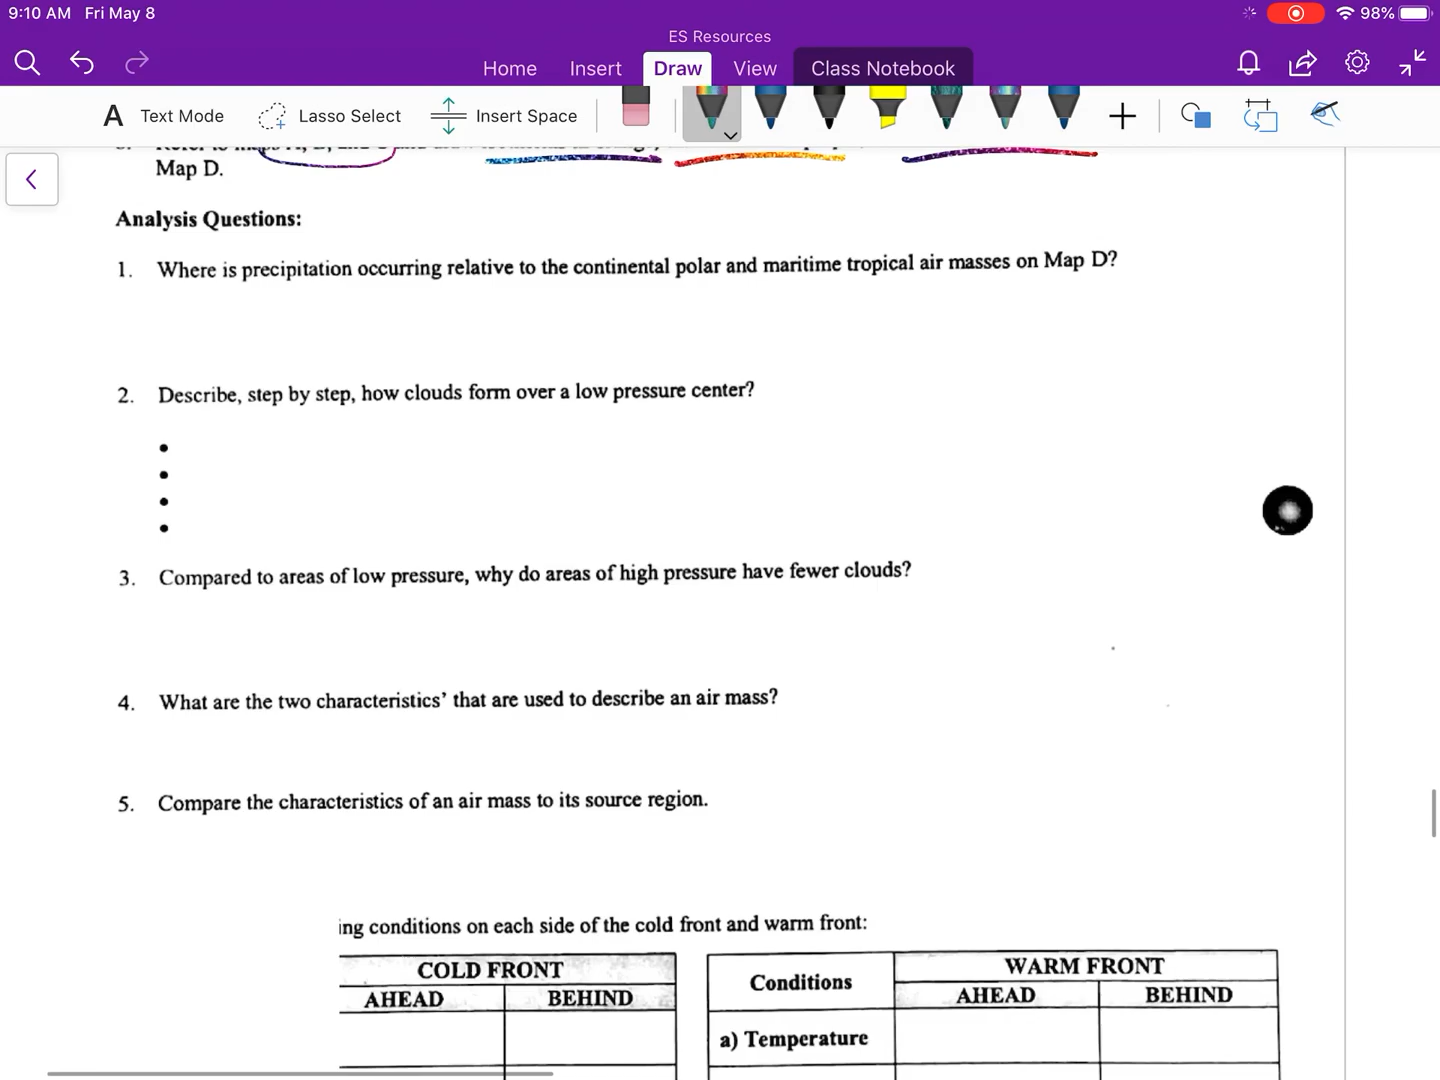 9:10 AM Fri May 8
98%
ES Resources
Home Insert Draw View Class Notebook
A Text Mode Lasso Select Insert Space
Map D.
Analysis Questions:
1. Where is precipitation occurring relative to the continental polar and maritime tropical air masses on Map D?
2. Describe, step by step, how clouds form over a low pressure center?
•
•
•
•
3. Compared to areas of low pressure, why do areas of high pressure have fewer clouds?
4. What are the two characteristics’ that are used to describe an air mass?
5. Compare the characteristics of an air mass to its source region.
ing conditions on each side of the cold front and warm front:
COLD FRONT
AHEAD BEHIND
Conditions WARM FRONT
AHEAD BEHIND
a) Temperature